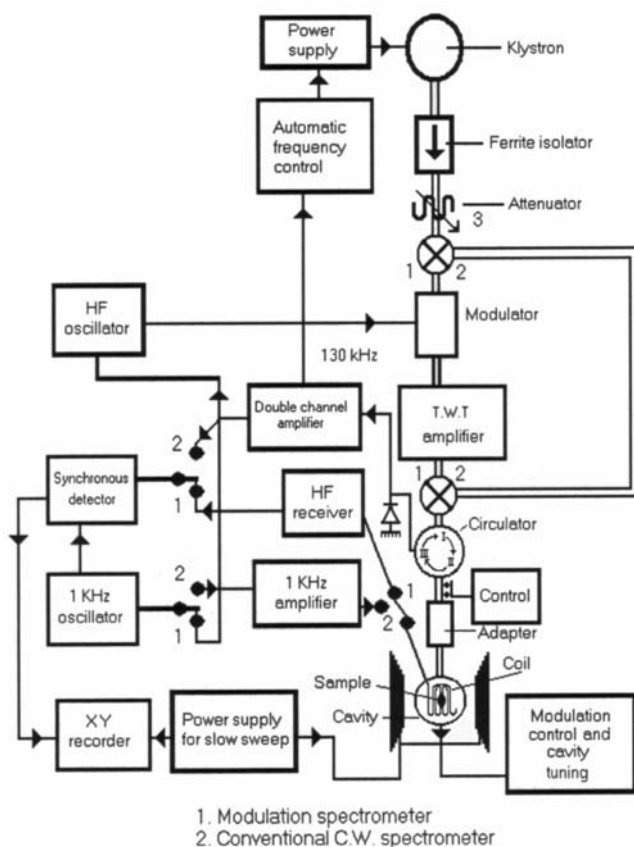 Power
supply
Klystron
Automatic
frequency
control
Ferrite isolator
Attenuator
3
1
2
HF
oscillator
Modulator
130 kHz
Double channel
amplifier
T.W.T
amplifier
2
1
2
Synchronous
detector
1
HF
receiver
Circulator
I
II
III
1 KHz
oscillator
2
1
1 KHz
amplifier
1
2
Control
Adapter
Sample
Coil
Cavity
XY
recorder
Power supply
for slow sweep
Modulation
control and
cavity
tuning
1. Modulation spectrometer
2. Conventional C.W. spectrometer